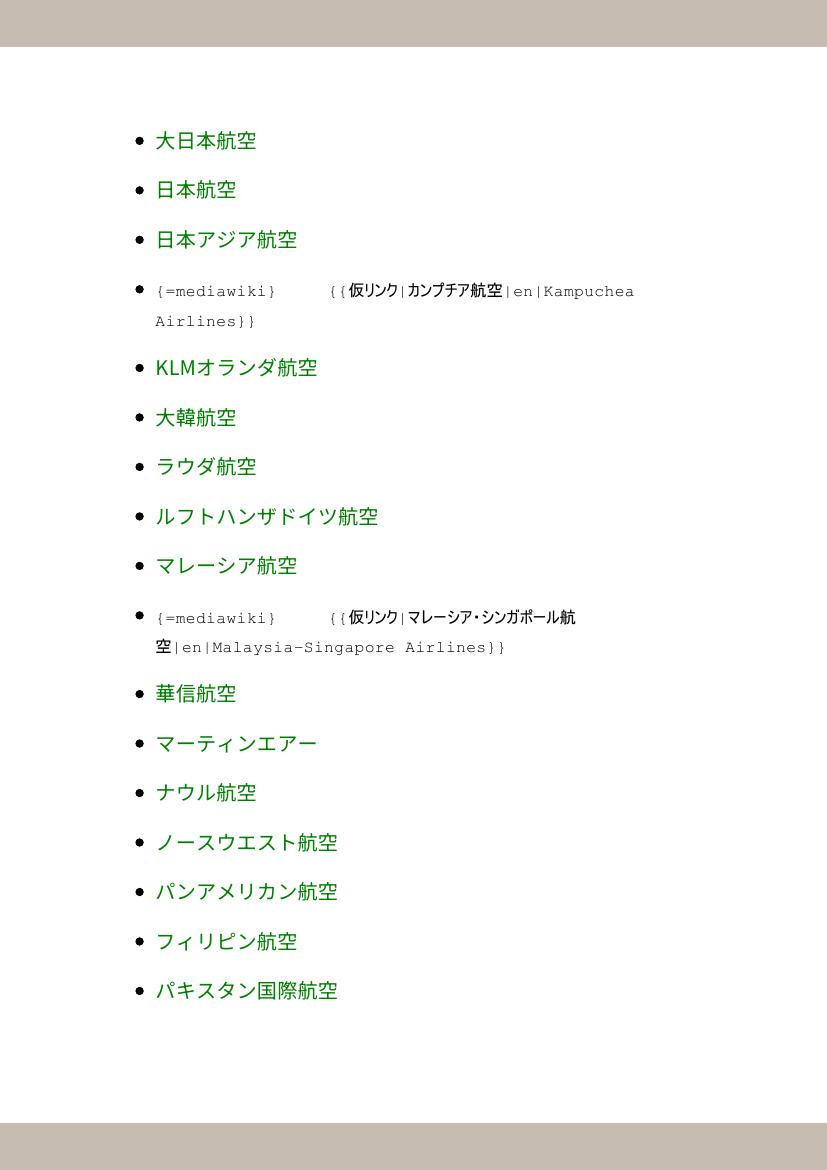 • 大日本航空
• 日本航空
• 日本アジア航空
• {=mediawiki} {{仮リンク|カンプチア航空|en|Kampuchea
Airlines}}
• KLMオランダ航空
• 大韓航空
• ラウダ航空
• ルフトハンザドイツ航空
• マレーシア航空
• {=mediawiki} {{仮リンク|マレーシア・シンガポール航
空|en|Malaysia-Singapore Airlines}}
• 華信航空
• マーティンエアー
• ナウル航空
• ノースウエスト航空
• パンアメリカン航空
• フィリピン航空
• パキスタン国際航空